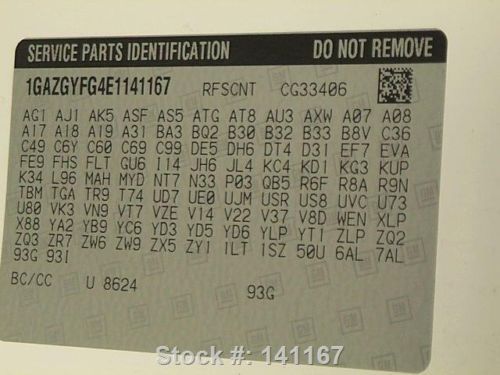 SERVICE PARTS IDENTIFICATION DO NOT REMOVE
1GAZGYFG4E1141167 RFSCNT CG33406
AG1 AJ1 AK5 ASF AS5 ATG AT8 AU3 AXW A07 A08
A17 A18 A19 A31 BA3 BQ2 B30 B32 B33 B8V C36
C49 C6Y C60 C69 C99 DE5 DH6 DT4 D31 EF7 EVA
FE9 FHS FLT GU6 I14 JH6 JL4 KC4 KD1 KG3 KUP
K34 L96 MAH MYD NT7 N33 P03 QB5 R6F R8A R9N
TBM TGA TR9 T74 UD7 UE0 UJM USR US8 UVC U73
U80 VK3 VN9 VT7 VZE V14 V22 V37 V8D WEN XLP
X88 YA2 YB9 YC6 YD3 YD5 YD6 YLP YTI ZLP ZQ2
ZQ3 ZR7 ZW6 ZW9 ZX5 ZY1 1LT 1SZ 50U 6AL 7AL
93G 93I
BC/CC U 8624 93G
Stock #: 141167